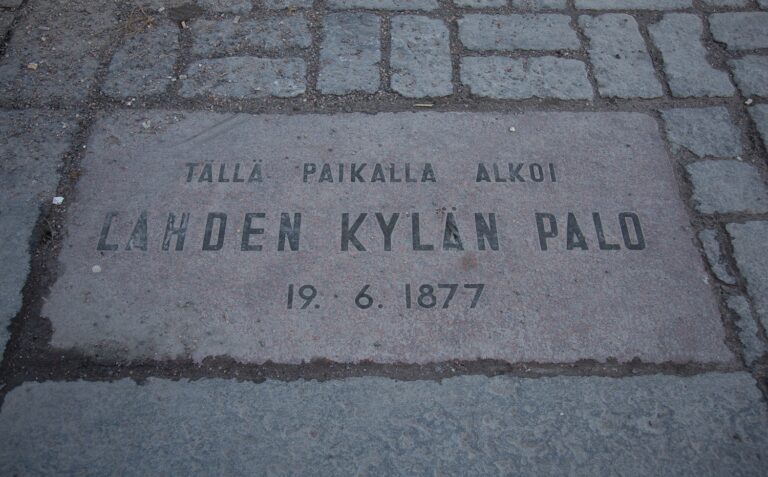 TÄLLÄ PAIKALLA ALKOI
LAHDEN KYLÄN PALO
19. 6. 1877